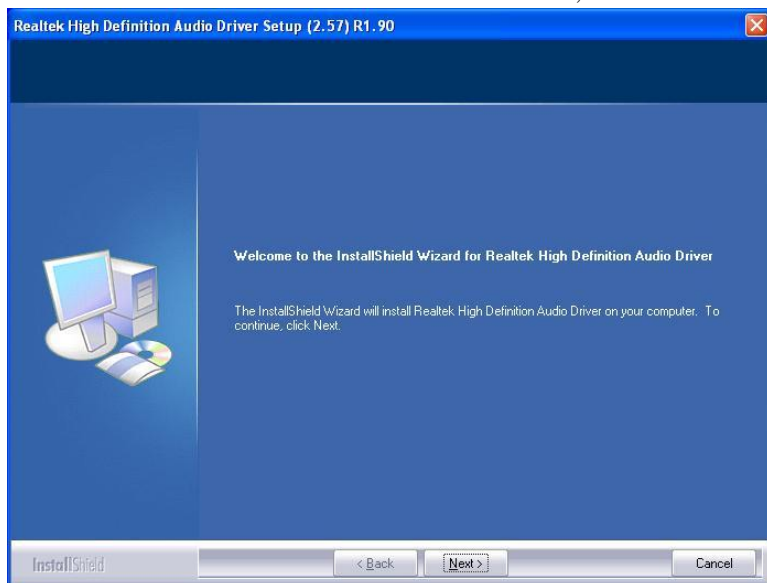 Realtek High Definition Audio Driver Setup (2.57) R1.90
Welcome to the InstallShield Wizard for Realtek High Definition Audio Driver
The InstallShield Wizard will install Realtek High Definition Audio Driver on your computer. To
continue, click Next.
InstallShield
< Back
Next >
Cancel